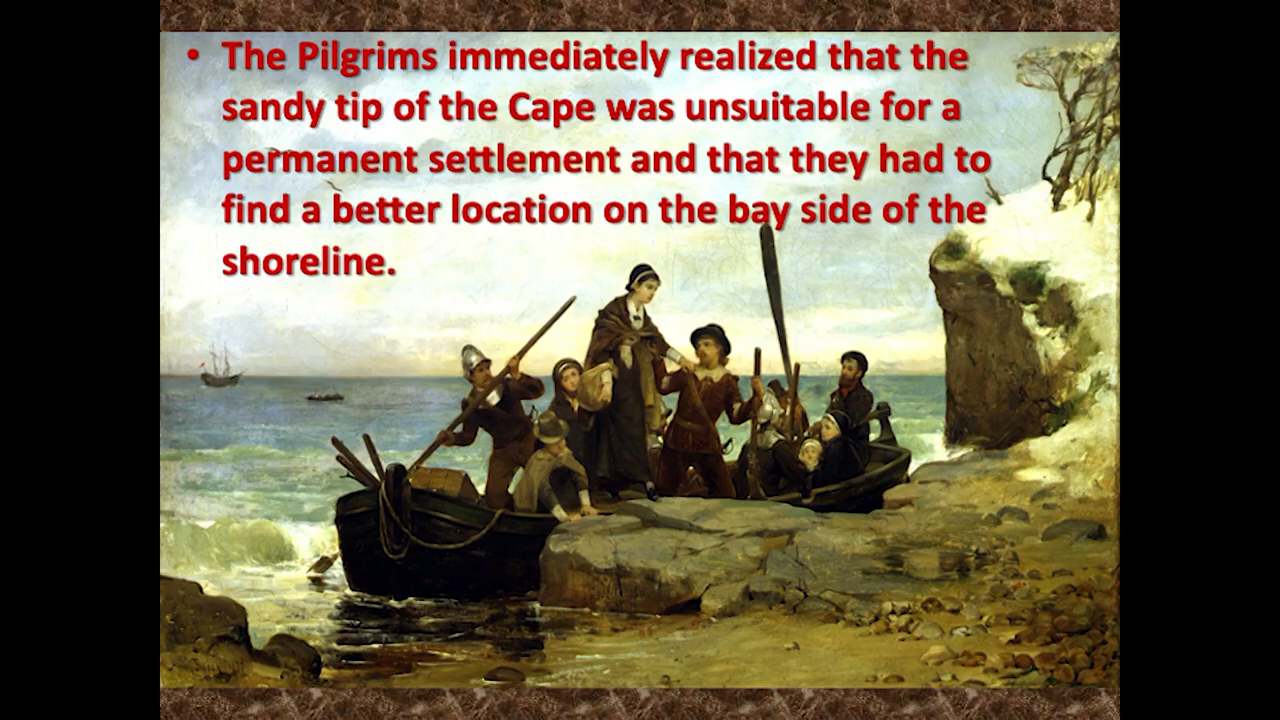 • The Pilgrims immediately realized that the
sandy tip of the Cape was unsuitable for a
permanent settlement and that they had to
find a better location on the bay side of the
shoreline.